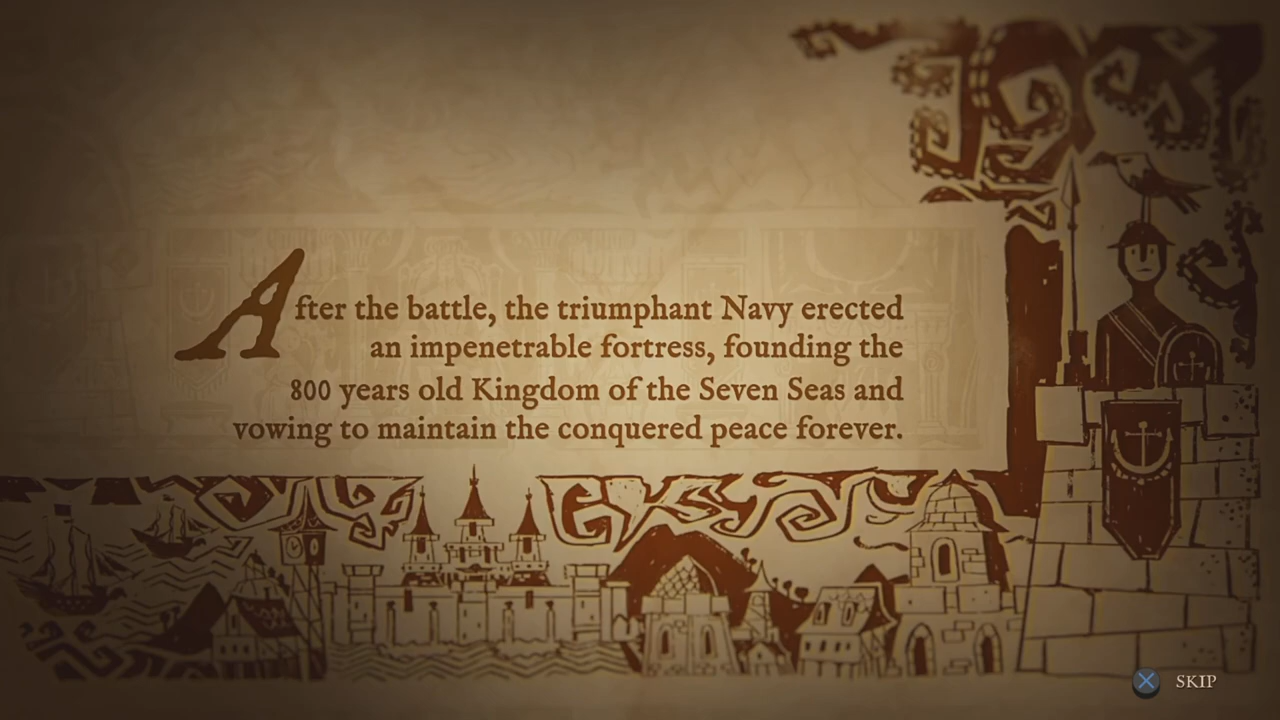 After the battle, the triumphant Navy erected
an impenetrable fortress, founding the
800 years old Kingdom of the Seven Seas and
vowing to maintain the conquered peace forever.
SKIP